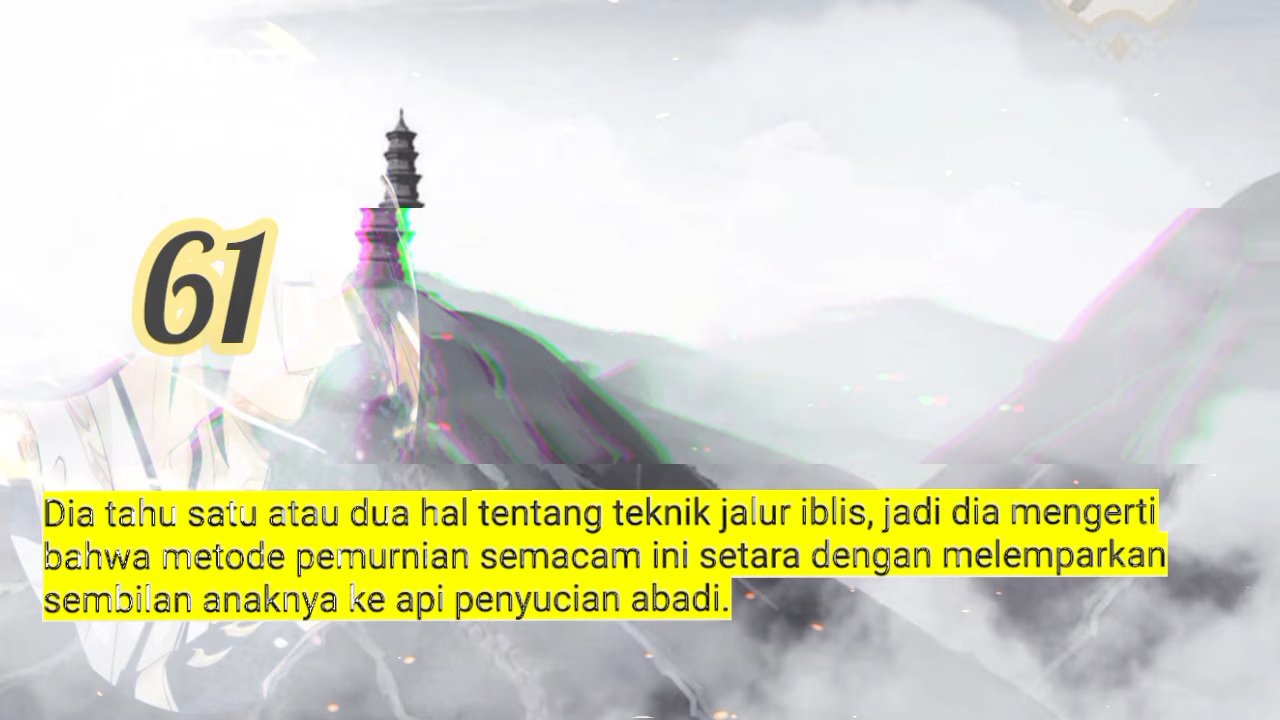 61
Dia tahu satu atau dua hal tentang teknik jalur iblis, jadi dia mengerti
bahwa metode pemurnian semacam ini setara dengan melemparkan
sembilan anaknya ke api penyucian abadi.